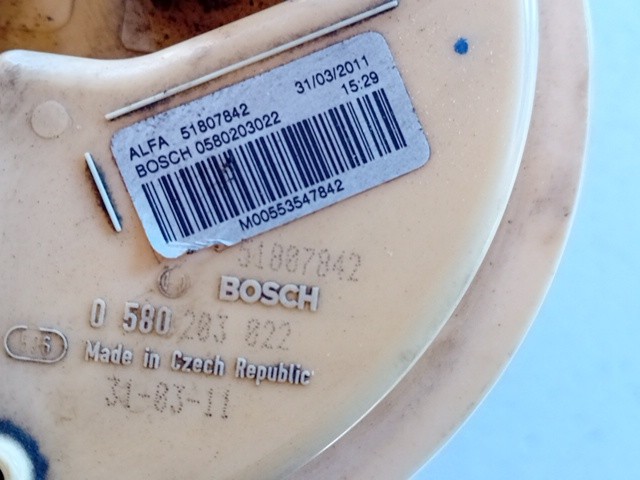 31/03/2011
ALFA 51807842 15:29
BOSCH 0580203022
M00553547842
51807842
BOSCH
0 580 203 022
Made in Czech Republic
31-03-11